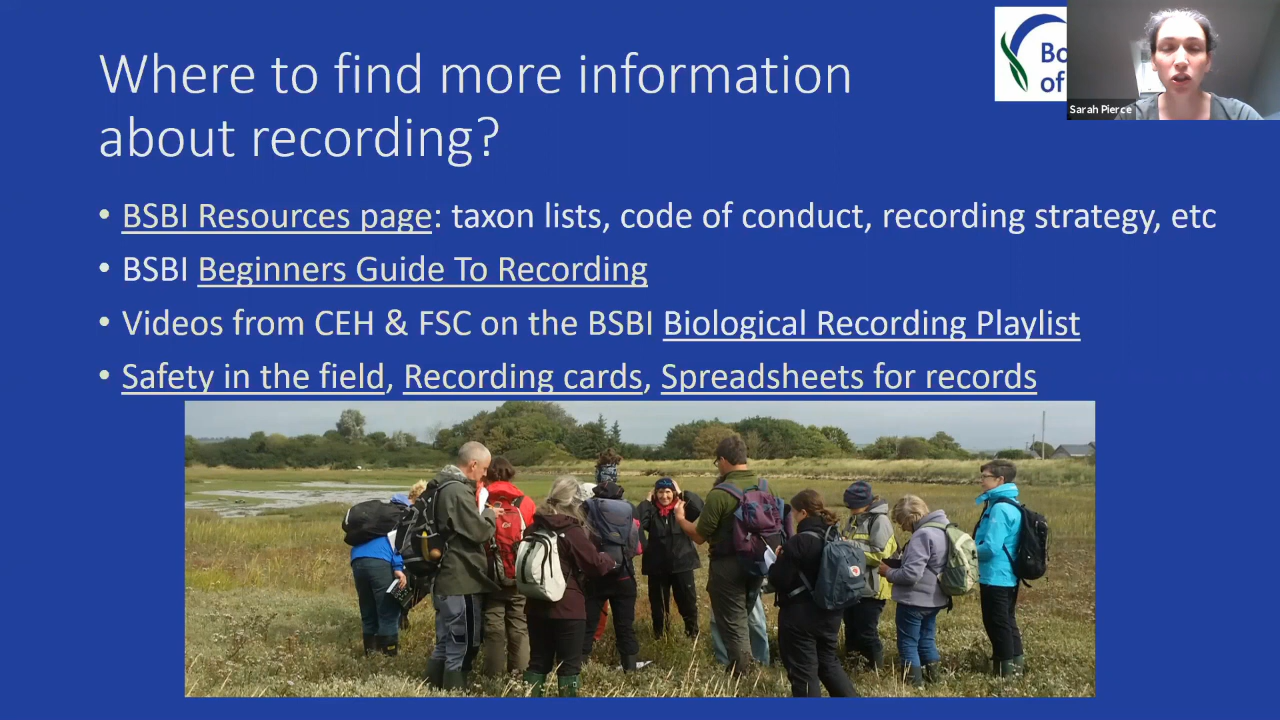 Where to find more information
about recording?
Bo
of
Sarah Pierce
• BSBI Resources page: taxon lists, code of conduct, recording strategy, etc
• BSBI Beginners Guide To Recording
• Videos from CEH & FSC on the BSBI Biological Recording Playlist
• Safety in the field, Recording cards, Spreadsheets for records